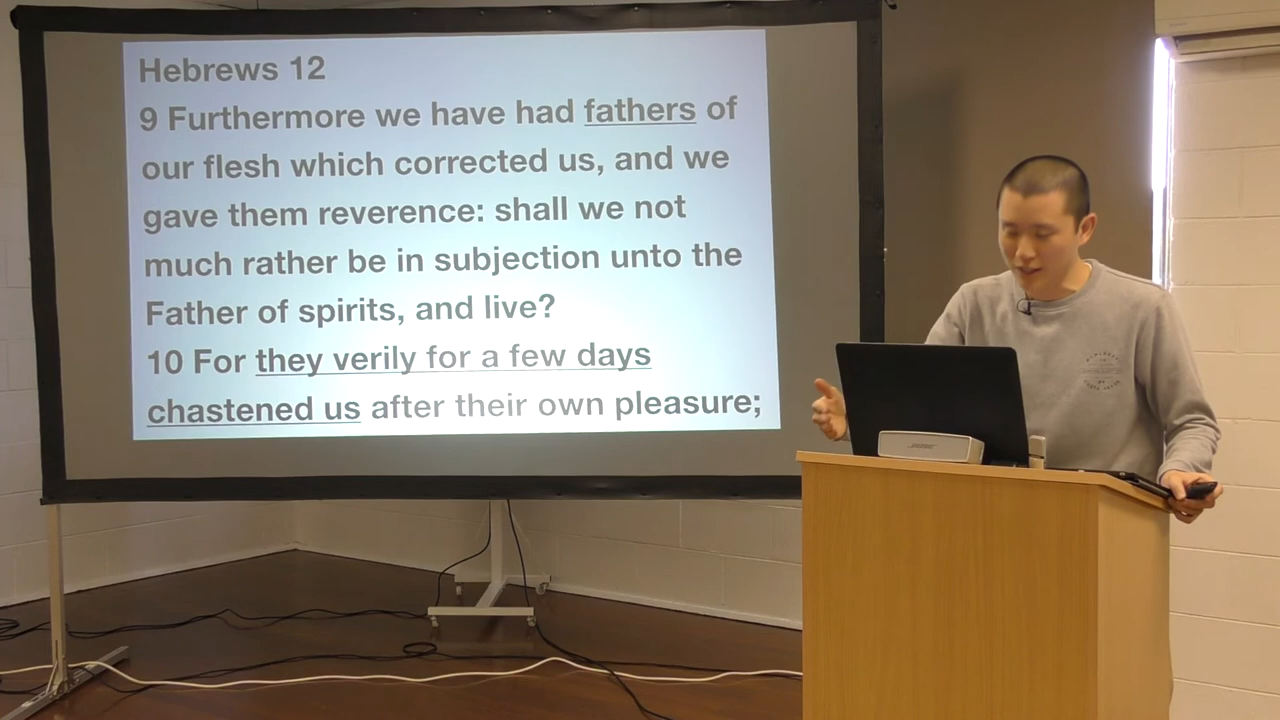 Hebrews 12
9 Furthermore we have had fathers of
our flesh which corrected us, and we
gave them reverence: shall we not
much rather be in subjection unto the
Father of spirits, and live?
10 For they verily for a few days
chastened us after their own pleasure;
BOSE